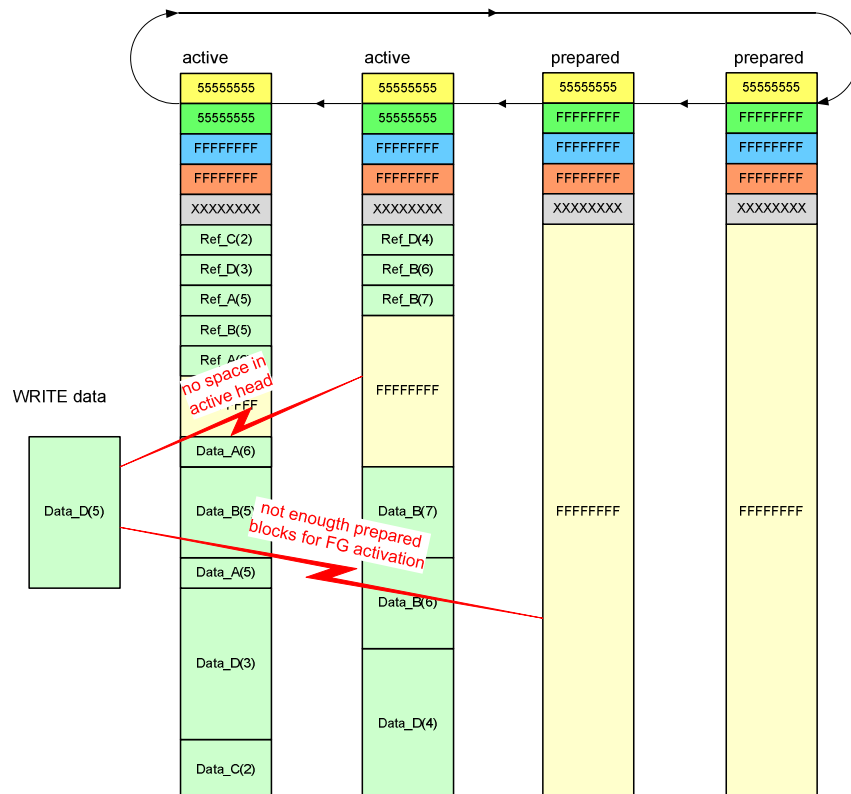 active
active
prepared
prepared
55555555
55555555
FFFFFFFF
FFFFFFFF
XXXXXXXX
Ref_C(2)
Ref_D(3)
Ref_A(5)
Ref_B(5)
Data_A(6)
Data_B(5)
Data_A(5)
Data_D(3)
Data_C(2)
55555555
55555555
FFFFFFFF
FFFFFFFF
XXXXXXXX
Ref_D(4)
Ref_B(6)
Ref_B(7)
FFFFFFFF
Data_B(7)
Data_B(6)
Data_D(4)
55555555
FFFFFFFF
FFFFFFFF
FFFFFFFF
XXXXXXXX
FFFFFFFF
55555555
FFFFFFFF
FFFFFFFF
FFFFFFFF
XXXXXXXX
FFFFFFFF
WRITE data
Data_D(5)
no space in
active head
not enougth prepared
blocks for FG activation